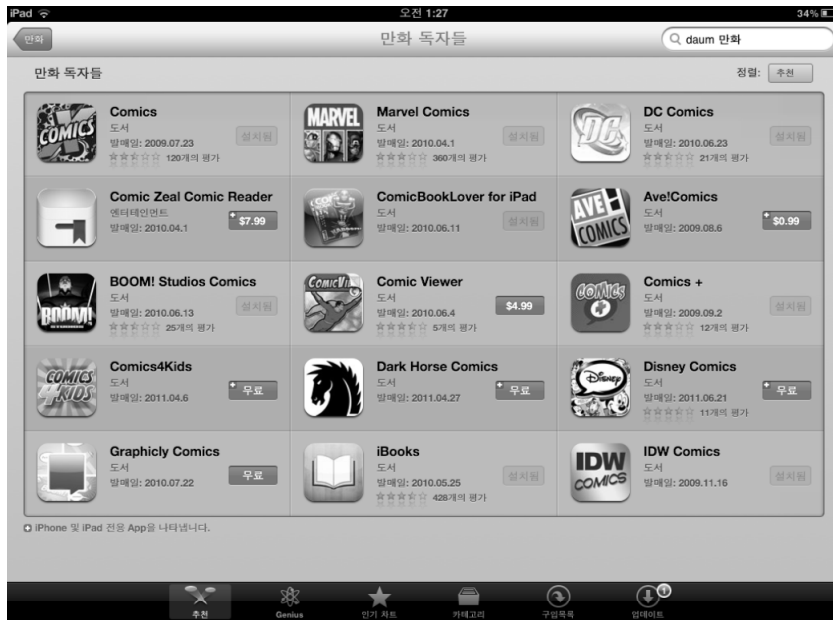 iPad 오전 1:27 34%
만화 만화 독자들 daum 만화
만화 독자들 정렬: 추천
COMICS
Comics
도서
발매일: 2009.07.23
120개의 평가
설치됨
MARVEL
Marvel Comics
도서
발매일: 2010.04.1
360개의 평가
설치됨
DC
DC Comics
도서
발매일: 2010.06.23
21개의 평가
설치됨
Comic Zeal Comic Reader
엔터테인먼트
발매일: 2010.04.1
$7.99
ComicBookLover for iPad
도서
발매일: 2010.06.11
설치됨
AVE!
COMICS
Ave!Comics
도서
발매일: 2009.08.6
$0.99
BOOM!
BOOM! Studios Comics
도서
발매일: 2010.06.13
25개의 평가
설치됨
Comic Viewer
도서
발매일: 2010.06.4
5개의 평가
$4.99
COMICS
Comics +
도서
발매일: 2009.09.2
12개의 평가
설치됨
COMICS
4 KIDS
Comics4Kids
도서
발매일: 2011.04.6
무료
Dark Horse Comics
도서
발매일: 2011.04.27
무료
Disney
Disney Comics
도서
발매일: 2011.06.21
11개의 평가
무료
Graphicly Comics
도서
발매일: 2010.07.22
무료
iBooks
도서
발매일: 2010.05.25
428개의 평가
설치됨
IDW
COMICS
IDW Comics
도서
발매일: 2009.11.16
설치됨
iPhone 및 iPad 전용 App을 나타냅니다.
추천 Genius 인기 차트 카테고리 구입목록 업데이트 1